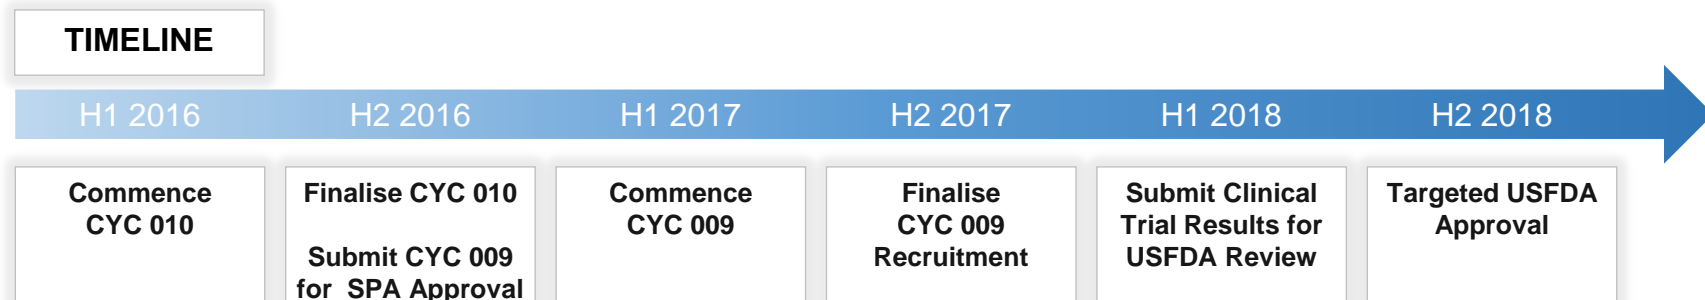 TIMELINE
H1 2016
H2 2016
H1 2017
H2 2017
H1 2018
H2 2018
Commence
CYC 010
Finalise CYC 010
Submit CYC 009
for SPA Approval
Commence
CYC 009
Finalise
CYC 009
Recruitment
Submit Clinical
Trial Results for
USFDA Review
Targeted USFDA
Approval